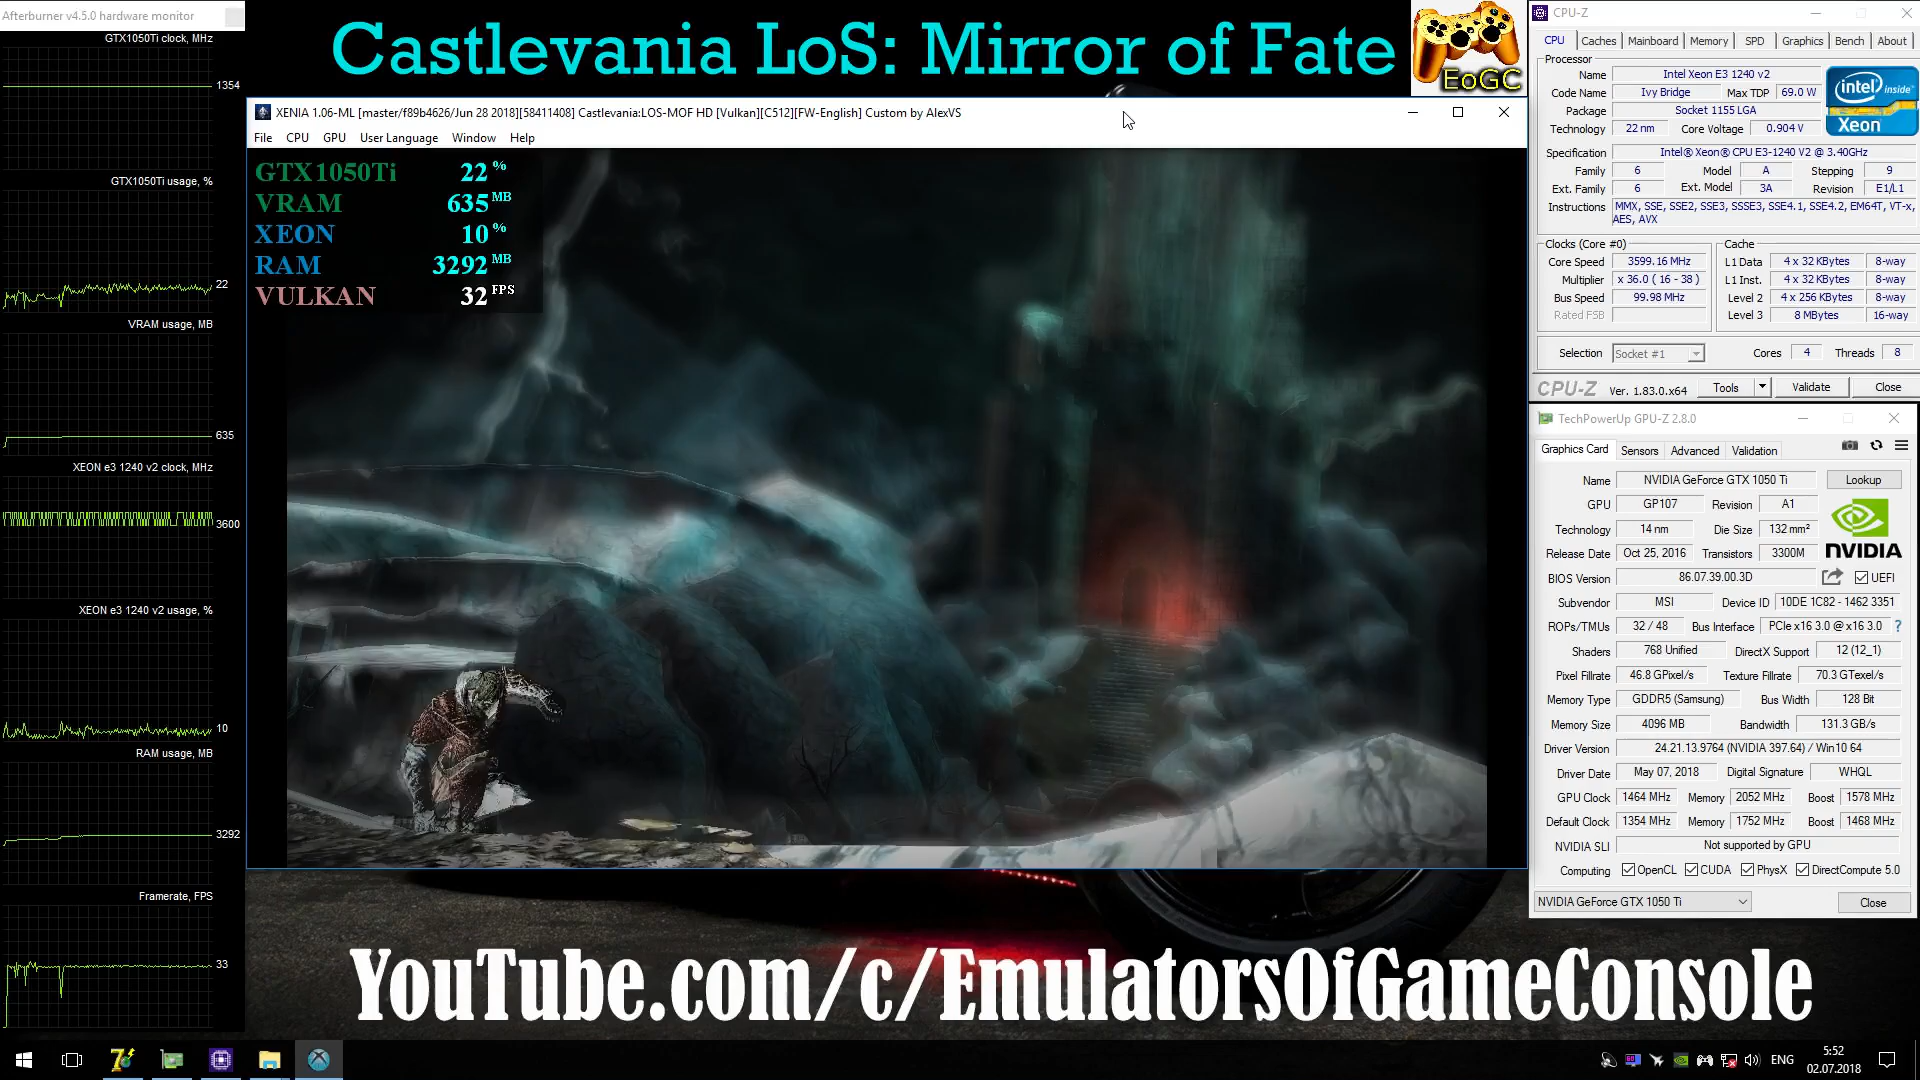 Afterburner v4.5.0 hardware monitor
GTX1050Ti clock, MHz
1354
GTX1050Ti usage, %
22
VRAM usage, MB
635
XEON e3 1240 v2 clock, MHz
3600
XEON e3 1240 v2 usage, %
10
RAM usage, MB
3292
Framerate, FPS
33
Castlevania LoS: Mirror of Fate
EoGC
XENIA 1.06-ML [master/f89b4626/Jun 28 2018][58411408] Castlevania:LOS-MOF HD [Vulkan][C512][FW-English] Custom by AlexVS
File CPU GPU User Language Window Help
GTX1050Ti 22 %
VRAM 635 MB
XEON 10 %
RAM 3292 MB
VULKAN 32 FPS
YouTube.com/c/EmulatorsOfGameConsole
CPU-Z
CPU Caches Mainboard Memory SPD Graphics Bench About
Processor
Name Intel Xeon E3 1240 v2
Code Name Ivy Bridge Max TDP 69.0 W
Package Socket 1155 LGA
Technology 22 nm Core Voltage 0.904 V
intel inside
Xeon
Specification Intel® Xeon® CPU E3-1240 V2 @ 3.40GHz
Family 6 Model A Stepping 9
Ext. Family 6 Ext. Model 3A Revision E1/L1
Instructions MMX, SSE, SSE2, SSE3, SSSE3, SSE4.1, SSE4.2, EM64T, VT-x,
AES, AVX
Clocks (Core #0) Cache
Core Speed 3599.16 MHz L1 Data 4 x 32 KBytes 8-way
Multiplier x 36.0 ( 16 - 38 ) L1 Inst. 4 x 32 KBytes 8-way
Bus Speed 99.98 MHz Level 2 4 x 256 KBytes 8-way
Rated FSB Level 3 8 MBytes 16-way
Selection Socket #1 Cores 4 Threads 8
CPU-Z Ver. 1.83.0.x64 Tools Validate Close
TechPowerUp GPU-Z 2.8.0
Graphics Card Sensors Advanced Validation
Name NVIDIA GeForce GTX 1050 Ti Lookup
GPU GP107 Revision A1
Technology 14 nm Die Size 132 mm²
Release Date Oct 25, 2016 Transistors 3300M
NVIDIA
BIOS Version 86.07.39.00.3D UEFI
Subvendor MSI Device ID 10DE 1C82 - 1462 3351
ROPs/TMUs 32 / 48 Bus Interface PCIe x16 3.0 @ x16 3.0 ?
Shaders 768 Unified DirectX Support 12 (12_1)
Pixel Fillrate 46.8 GPixel/s Texture Fillrate 70.3 GTexel/s
Memory Type GDDR5 (Samsung) Bus Width 128 Bit
Memory Size 4096 MB Bandwidth 131.3 GB/s
Driver Version 24.21.13.9764 (NVIDIA 397.64) / Win10 64
Driver Date May 07, 2018 Digital Signature WHQL
GPU Clock 1464 MHz Memory 2052 MHz Boost 1578 MHz
Default Clock 1354 MHz Memory 1752 MHz Boost 1468 MHz
NVIDIA SLI Not supported by GPU
Computing OpenCL CUDA PhysX DirectCompute 5.0
NVIDIA GeForce GTX 1050 Ti Close
ENG
5:52
02.07.2018